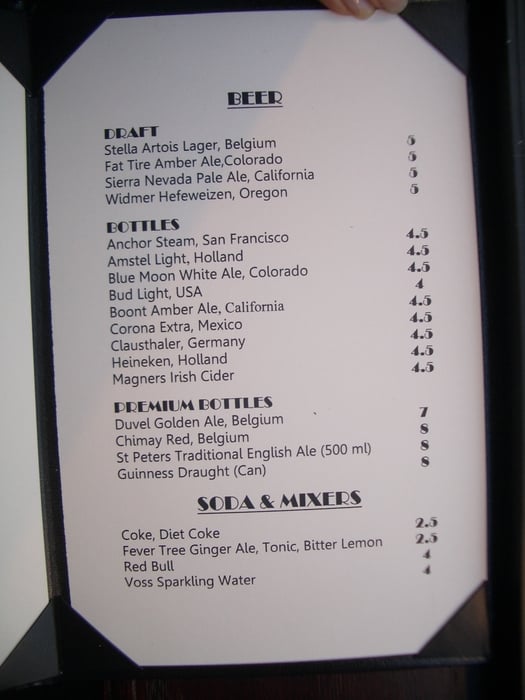 BEER
DRAFT
Stella Artois Lager, Belgium 5
Fat Tire Amber Ale,Colorado 5
Sierra Nevada Pale Ale, California 5
Widmer Hefeweizen, Oregon 5
BOTTLES
Anchor Steam, San Francisco 4.5
Amstel Light, Holland 4.5
Blue Moon White Ale, Colorado 4.5
Bud Light, USA 4
Boont Amber Ale, California 4.5
Corona Extra, Mexico 4.5
Clausthaler, Germany 4.5
Heineken, Holland 4.5
Magners Irish Cider 4.5
PREMIUM BOTTLES
Duvel Golden Ale, Belgium 7
Chimay Red, Belgium 8
St Peters Traditional English Ale (500 ml) 8
Guinness Draught (Can) 8
SODA & MIXERS
Coke, Diet Coke 2.5
Fever Tree Ginger Ale, Tonic, Bitter Lemon 2.5
Red Bull 4
Voss Sparkling Water 4